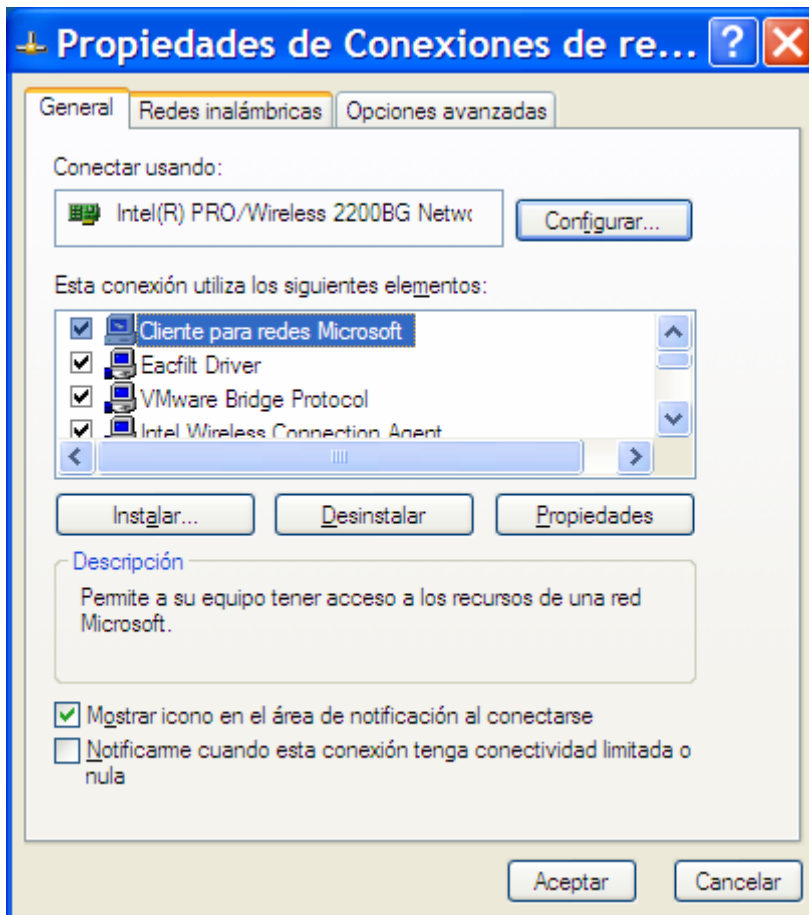 Propiedades de Conexiones de re...
General Redes inalámbricas Opciones avanzadas
Conectar usando:
Intel(R) PRO/Wireless 2200BG Netwo
Configurar...
Esta conexión utiliza los siguientes elementos:
Cliente para redes Microsoft
Eacfilt Driver
VMware Bridge Protocol
Intel Wireless Connection Agent
Instalar... Desinstalar Propiedades
Descripción
Permite a su equipo tener acceso a los recursos de una red
Microsoft.
Mostrar icono en el área de notificación al conectarse
Notificarme cuando esta conexión tenga conectividad limitada o
nula
Aceptar Cancelar